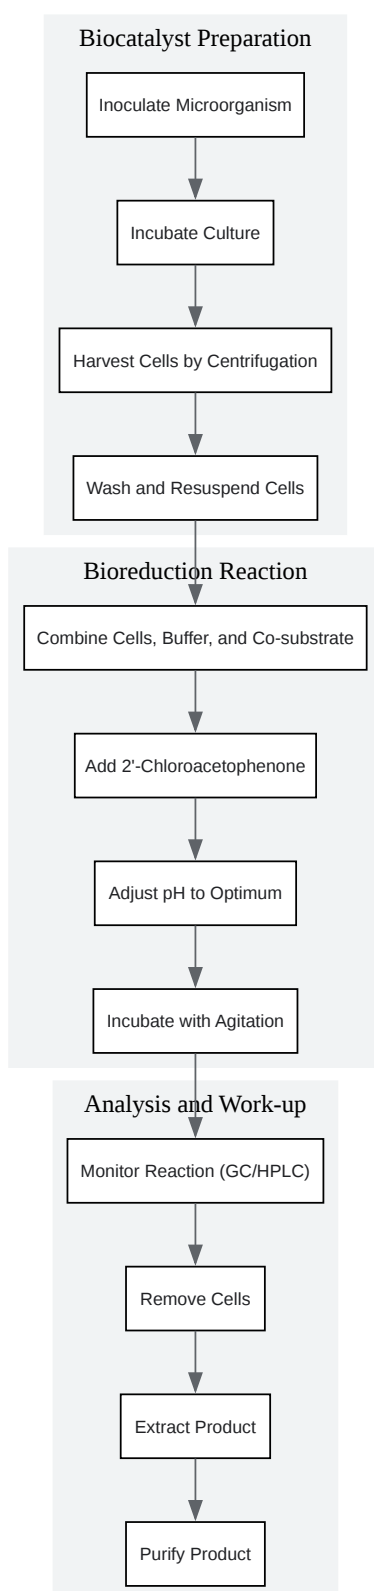 Biocatalyst Preparation
Inoculate Microorganism
Incubate Culture
Harvest Cells by Centrifugation
Wash and Resuspend Cells
Bioreduction Reaction
Combine Cells, Buffer, and Co-substrate
Add 2'-Chloroacetophenone
Adjust pH to Optimum
Incubate with Agitation
Analysis and Work-up
Monitor Reaction (GC/HPLC)
Remove Cells
Extract Product
Purify Product